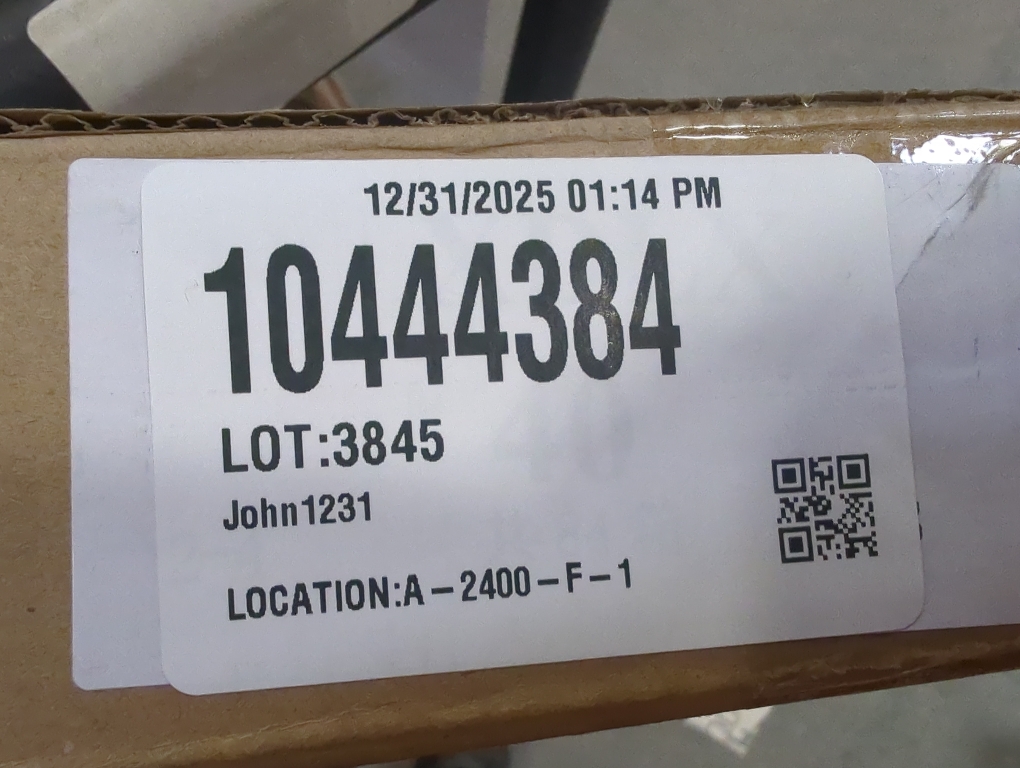 12/31/2025 01:14 PM
10444384
LOT:3845
John1231
LOCATION:A-2400-F-1